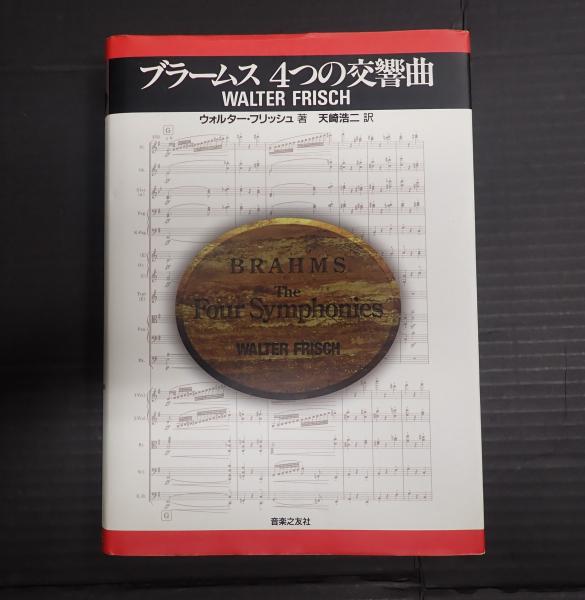 ブラームス 4つの交響曲
WALTER FRISCH
ウォルター・フリッシュ 著 天崎浩二 訳
G
BRAHMS
The
Four Symphonies
WALTER FRISCH
G
音楽之友社